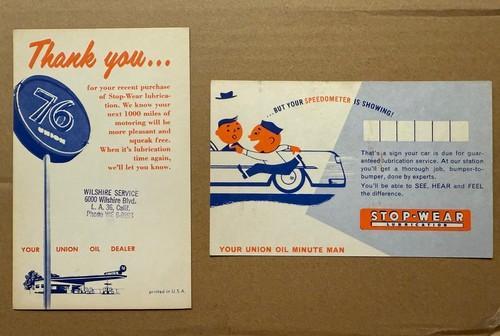 Thank you...
for your recent purchase
of Stop-Wear lubrica-
tion. We know your
next 1000 miles of
motoring will be
more pleasant and
squeak free.
When it's lubrication
time again,
we'll let you know.
76
UNION
WILSHIRE SERVICE
6000 Wilshire Blvd.
L. A. 36, Calif.
Phone
YOUR UNION OIL DEALER
printed in U.S.A.
...BUT YOUR SPEEDOMETER IS SHOWING!
That's a sign your car is due for guar-
anteed lubrication service. At our station
you'll get a thorough job, bumper-to-
bumper, done by experts.
You'll be able to SEE, HEAR and FEEL
the difference.
STOP-WEAR
LUBRICATION
YOUR UNION OIL MINUTE MAN